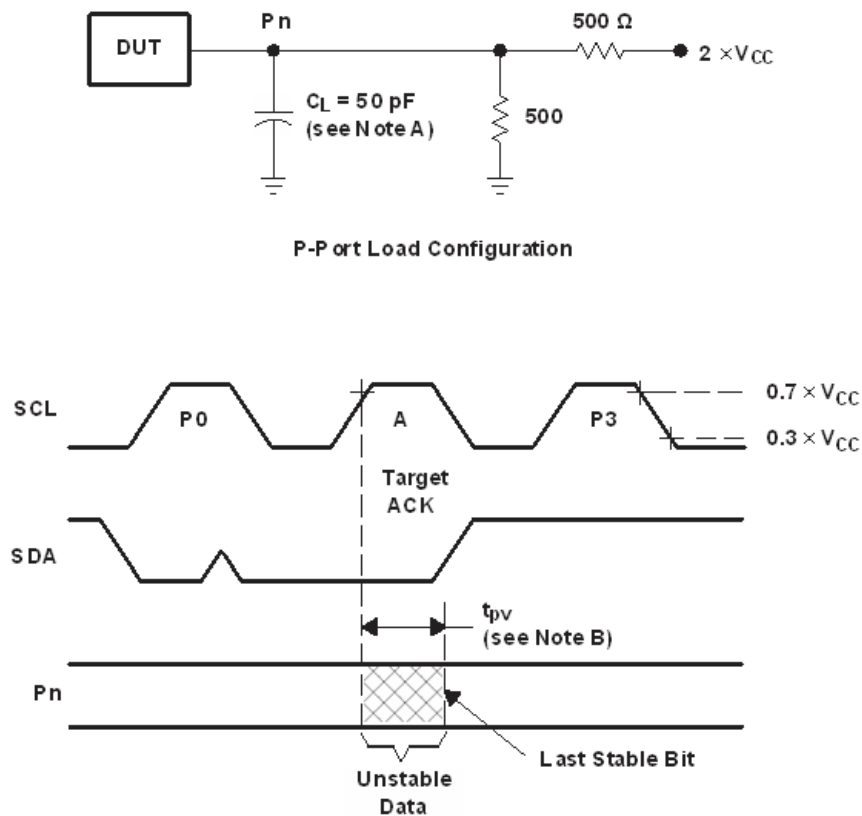 DUT
Pn
500 Ω
2 × VCC
CL = 50 pF
(see Note A)
500
P-Port Load Configuration
SCL
P0
A
P3
0.7 × VCC
0.3 × VCC
Target
ACK
SDA
tpv
(see Note B)
Pn
Last Stable Bit
Unstable
Data